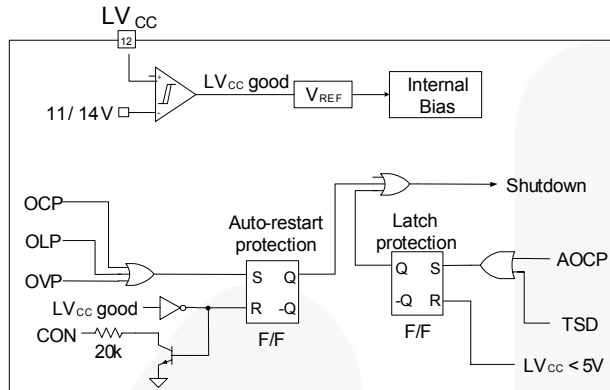 LVCC
12
+
-
LVCC good
VREF
Internal
Bias
11/ 14V
Shutdown
OCP
OLP
OVP
Auto-restart
protection
Latch
protection
S Q
R -Q
F/F
Q S
-Q R
F/F
AOCP
TSD
LVCC good
CON
20k
LVCC < 5V